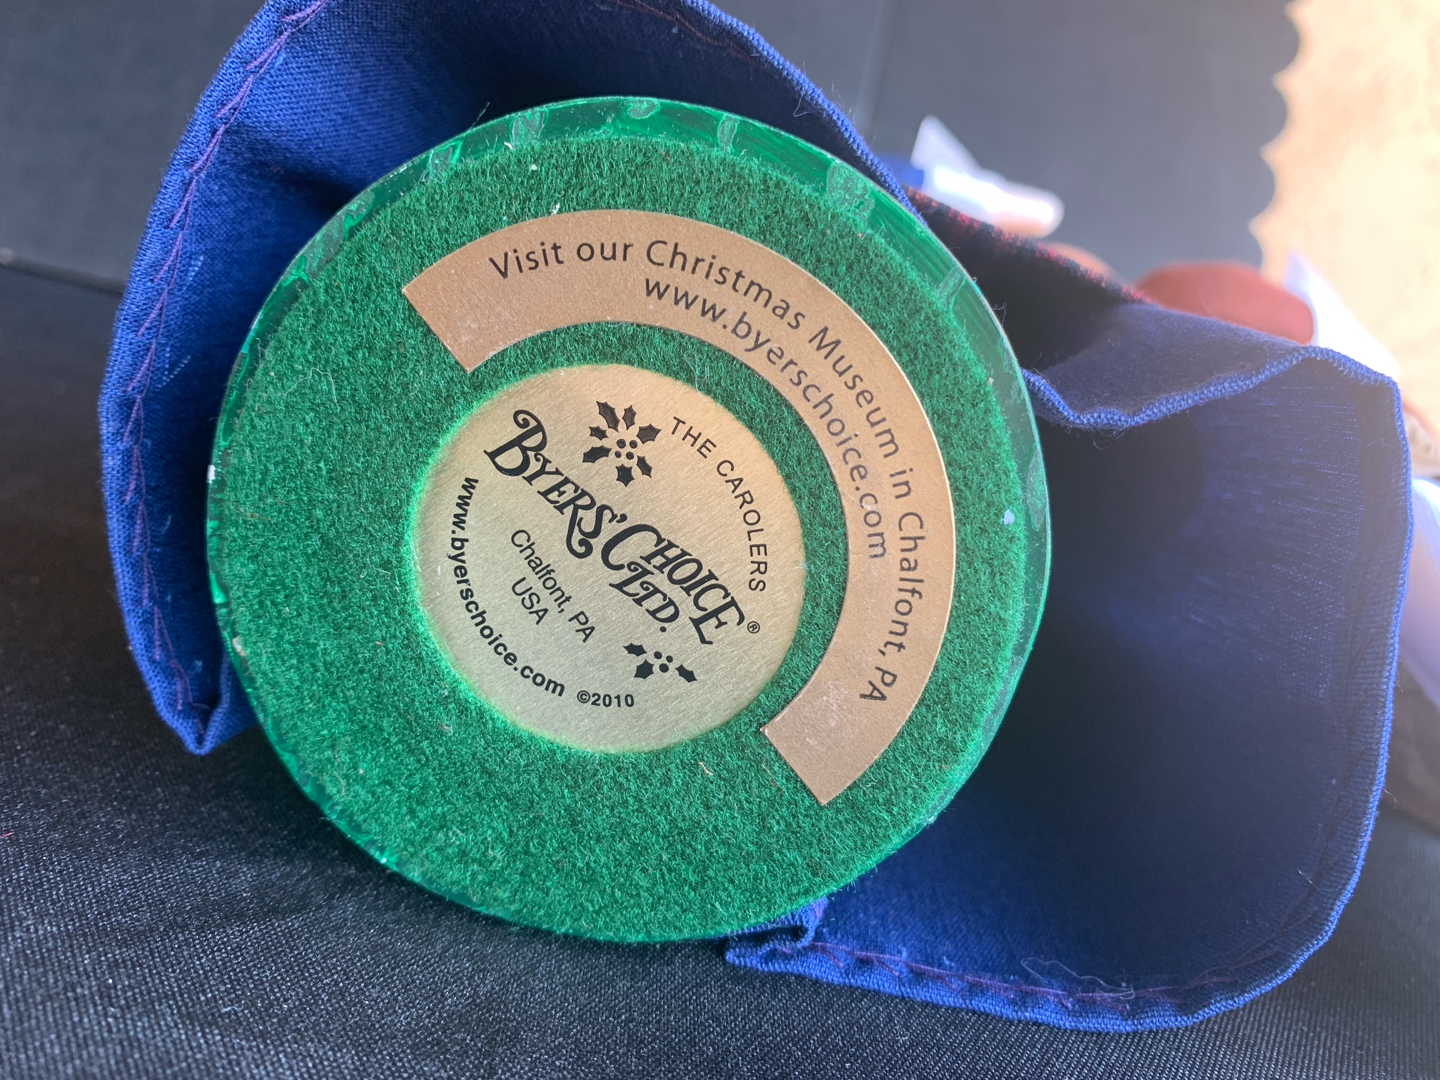 Visit our Christmas Museum in Chalfont, PA
www.byerschoice.com
THE CAROLERS
BYERS' CHOICE
LTD.®
Chalfont, PA
USA
www.byerschoice.com ©2010